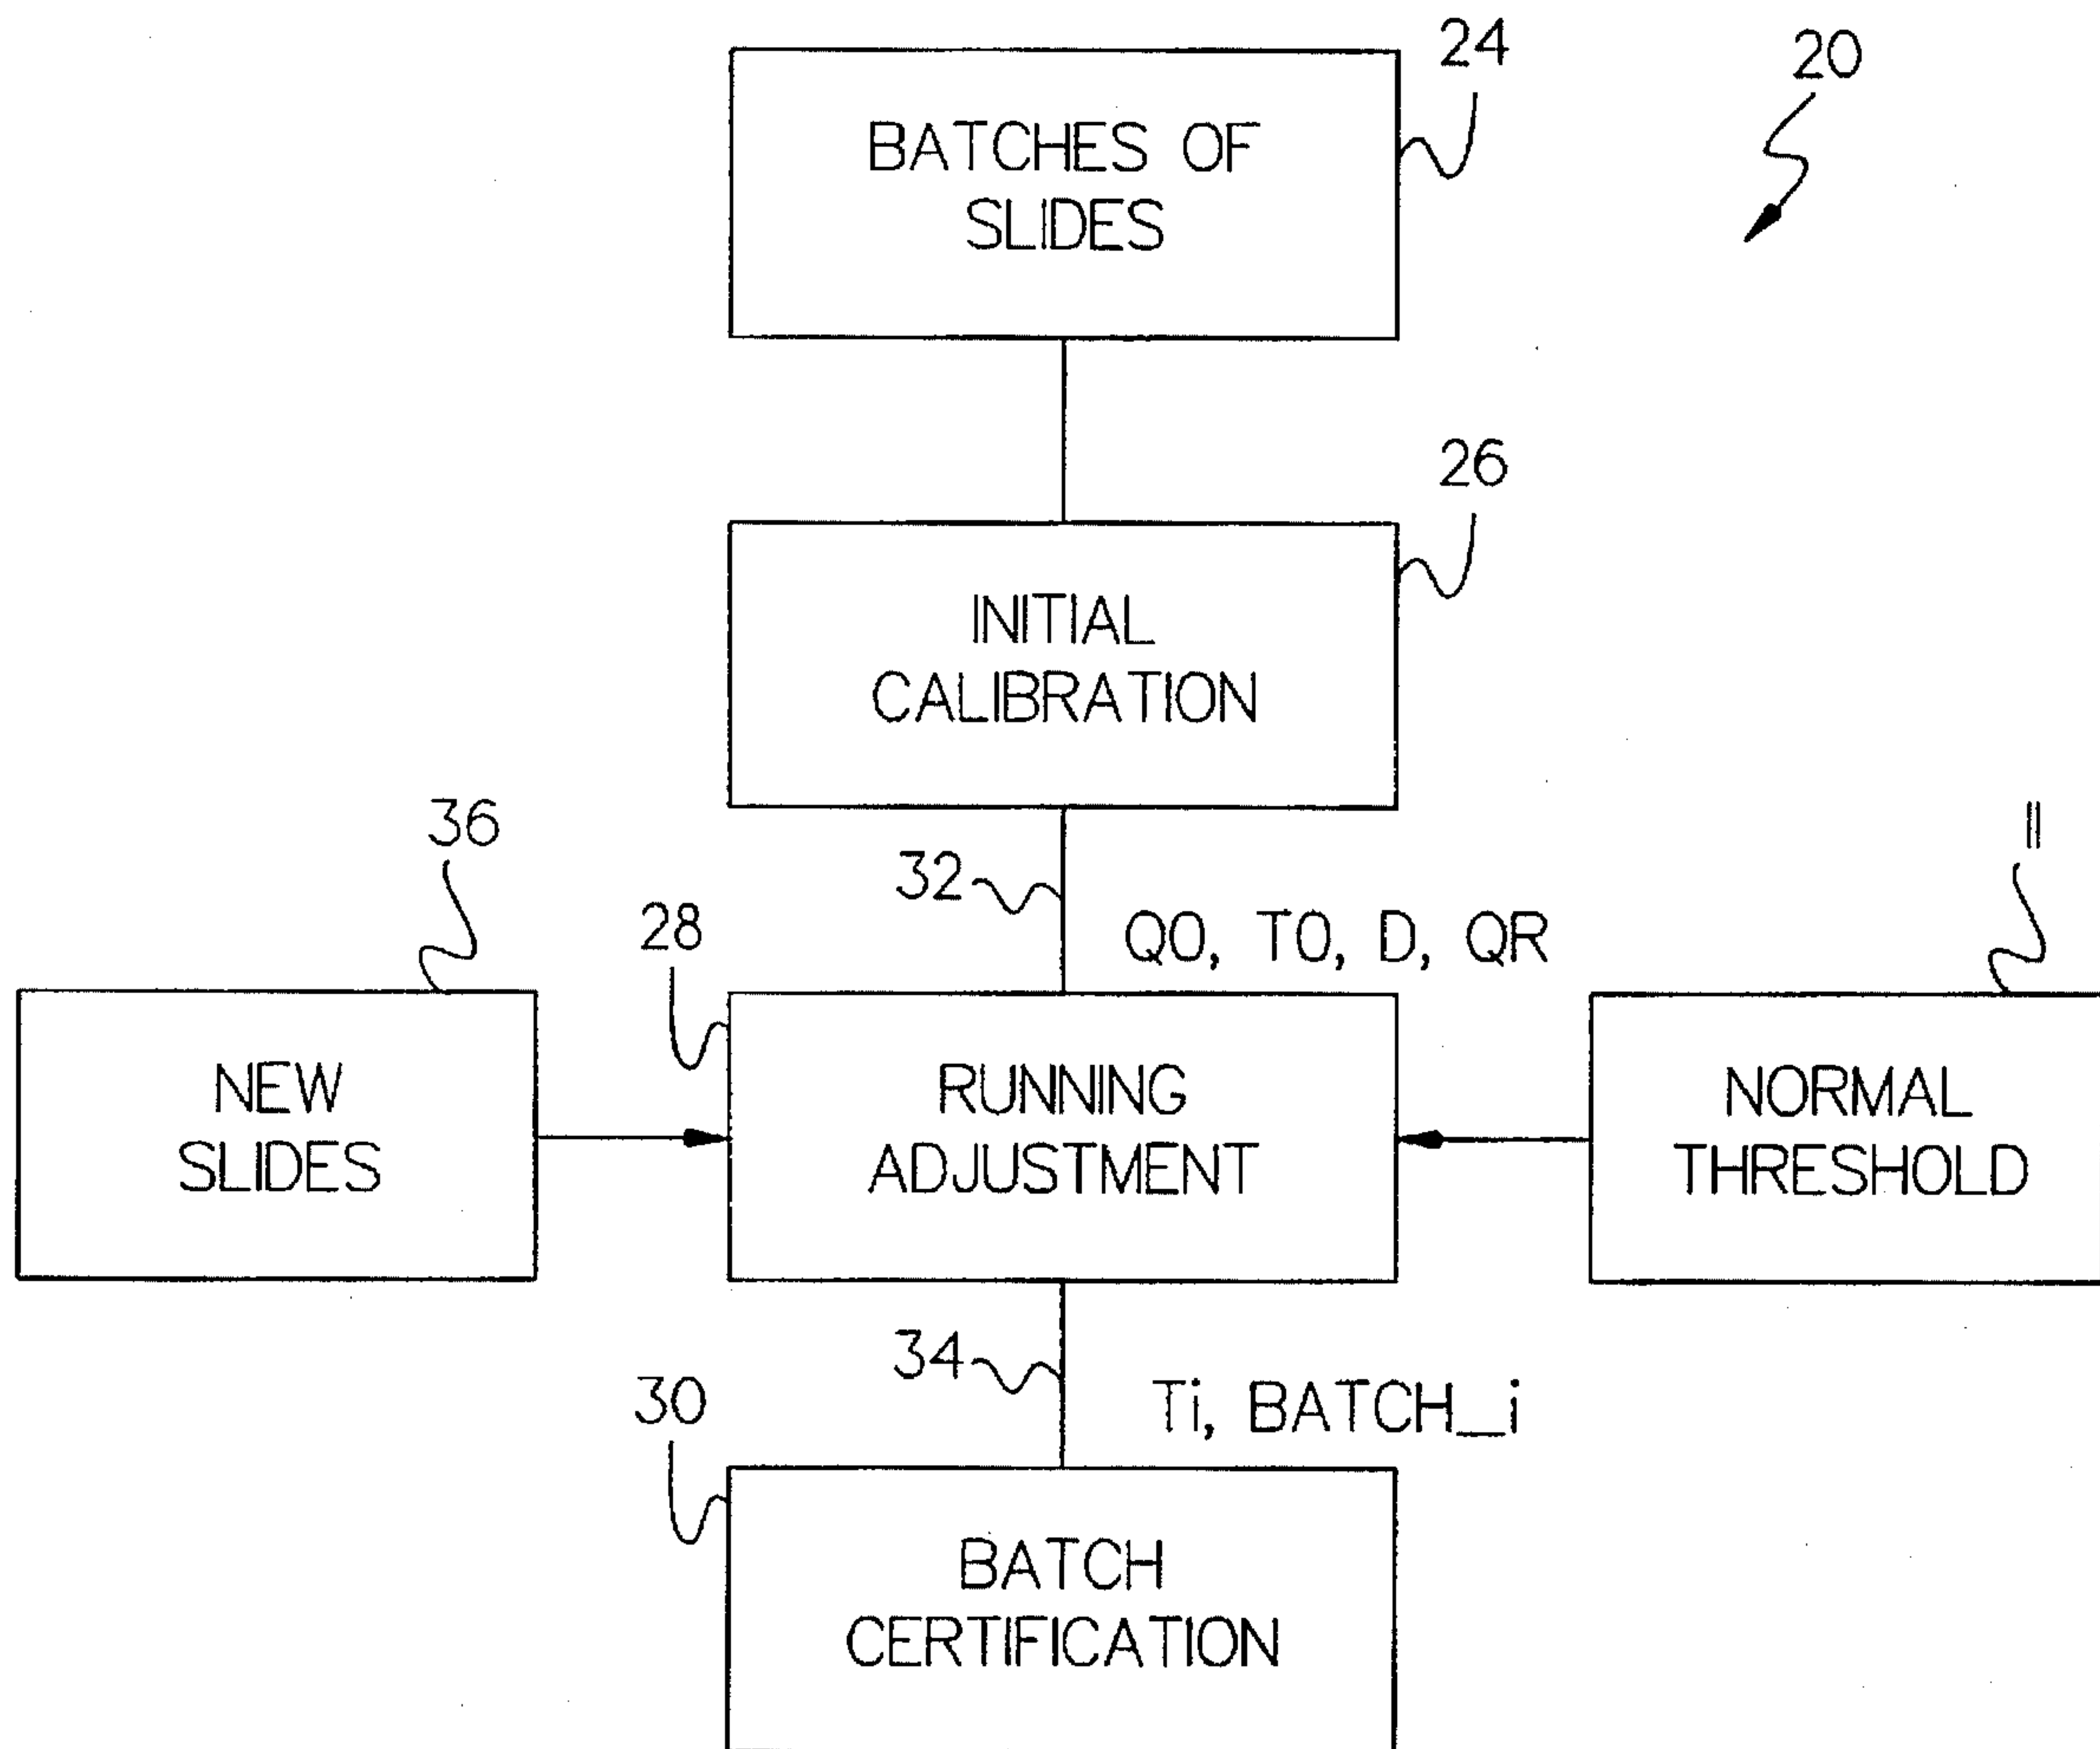 24
20
BATCHES OF
SLIDES
26
INITIAL
CALIBRATION
36
11
32
28
Q0, T0, D, QR
NEW
SLIDES
RUNNING
ADJUSTMENT
NORMAL
THRESHOLD
34
30
Ti, BATCH_i
BATCH
CERTIFICATION